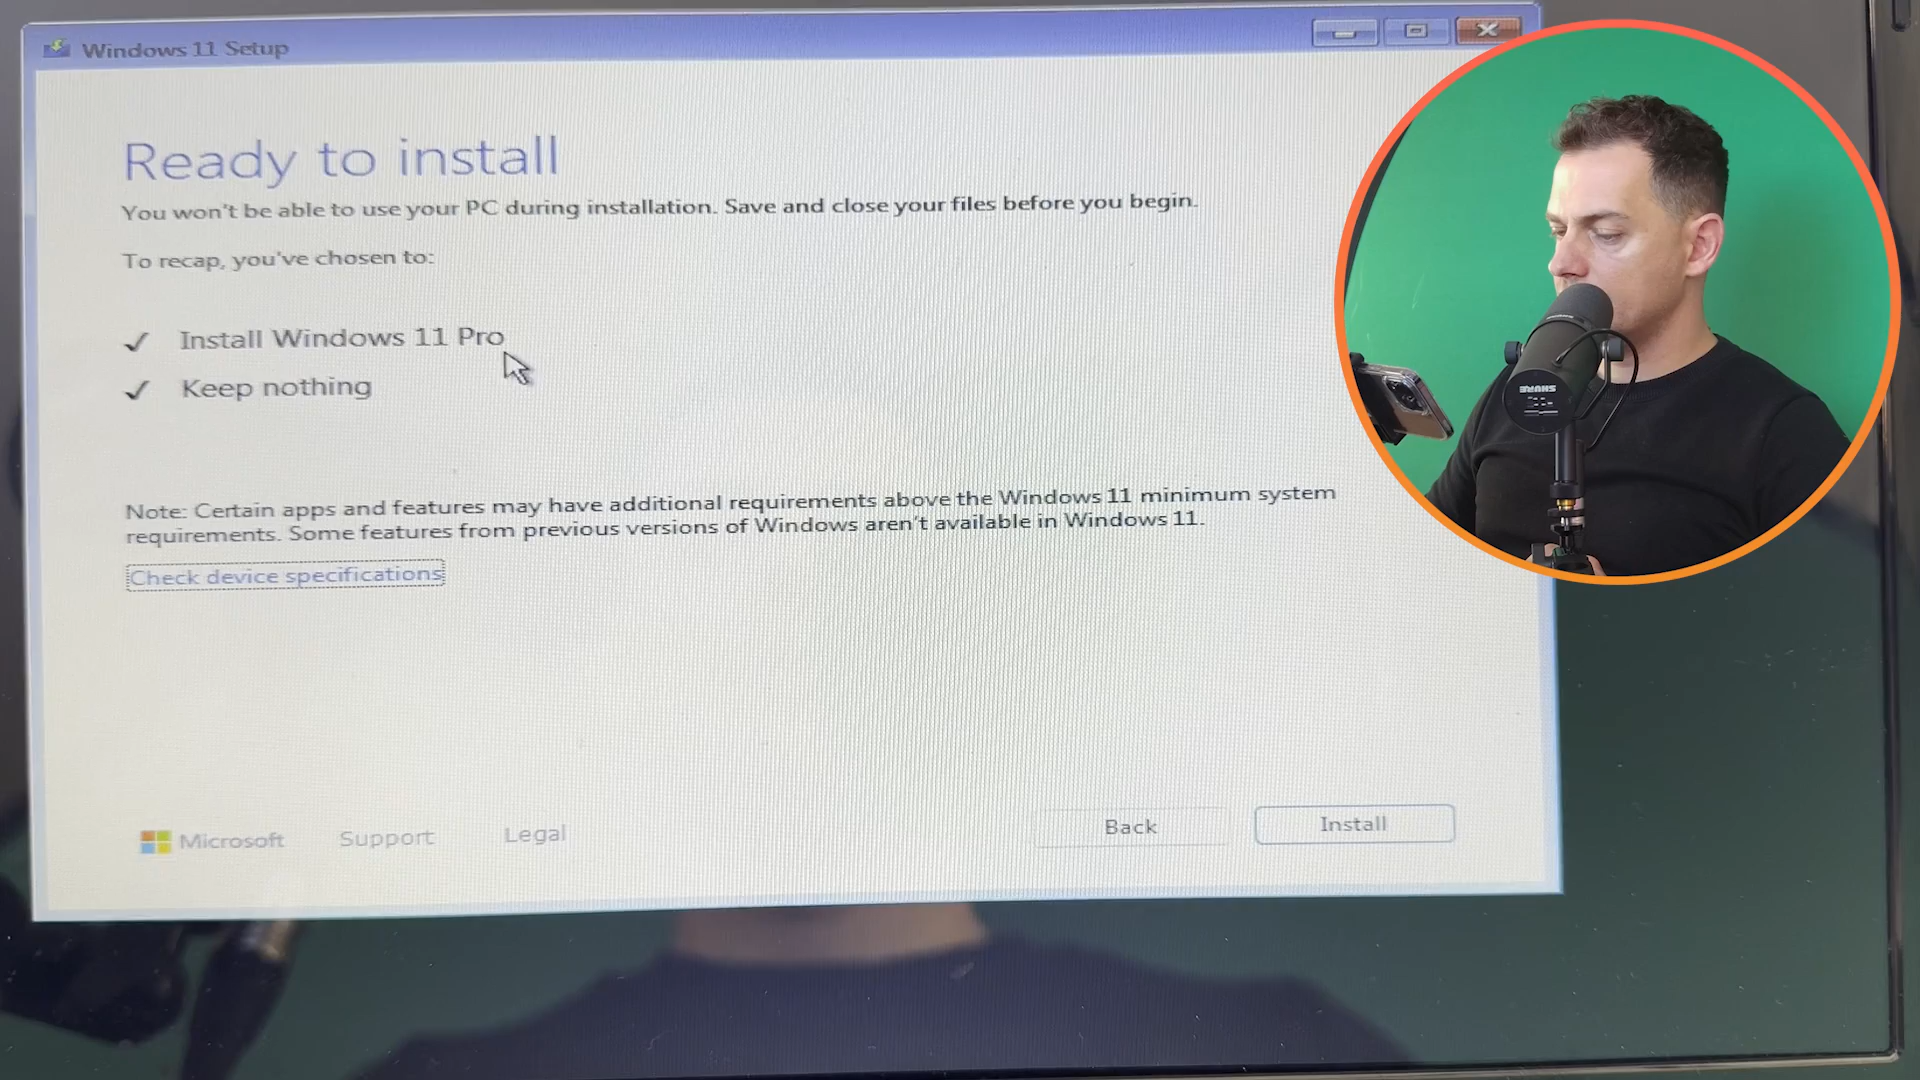 Windows 11 Setup
Ready to install
You won't be able to use your PC during installation. Save and close your files before you begin.
To recap, you've chosen to:
Install Windows 11 Pro
Keep nothing
Note: Certain apps and features may have additional requirements above the Windows 11 minimum system
requirements. Some features from previous versions of Windows aren't available in Windows 11.
Check device specifications
Microsoft Support Legal Back Install
SHURE